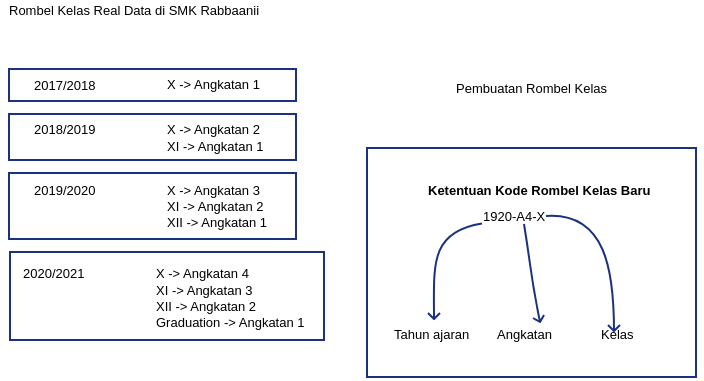 Rombel Kelas Real Data di SMK Rabbaanii
2017/2018 X -> Angkatan 1
2018/2019 X -> Angkatan 2
XI -> Angkatan 1
2019/2020 X -> Angkatan 3
XI -> Angkatan 2
XII -> Angkatan 1
2020/2021 X -> Angkatan 4
XI -> Angkatan 3
XII -> Angkatan 2
Graduation -> Angkatan 1
Pembuatan Rombel Kelas
Ketentuan Kode Rombel Kelas Baru
1920-A4-X
Tahun ajaran Angkatan Kelas